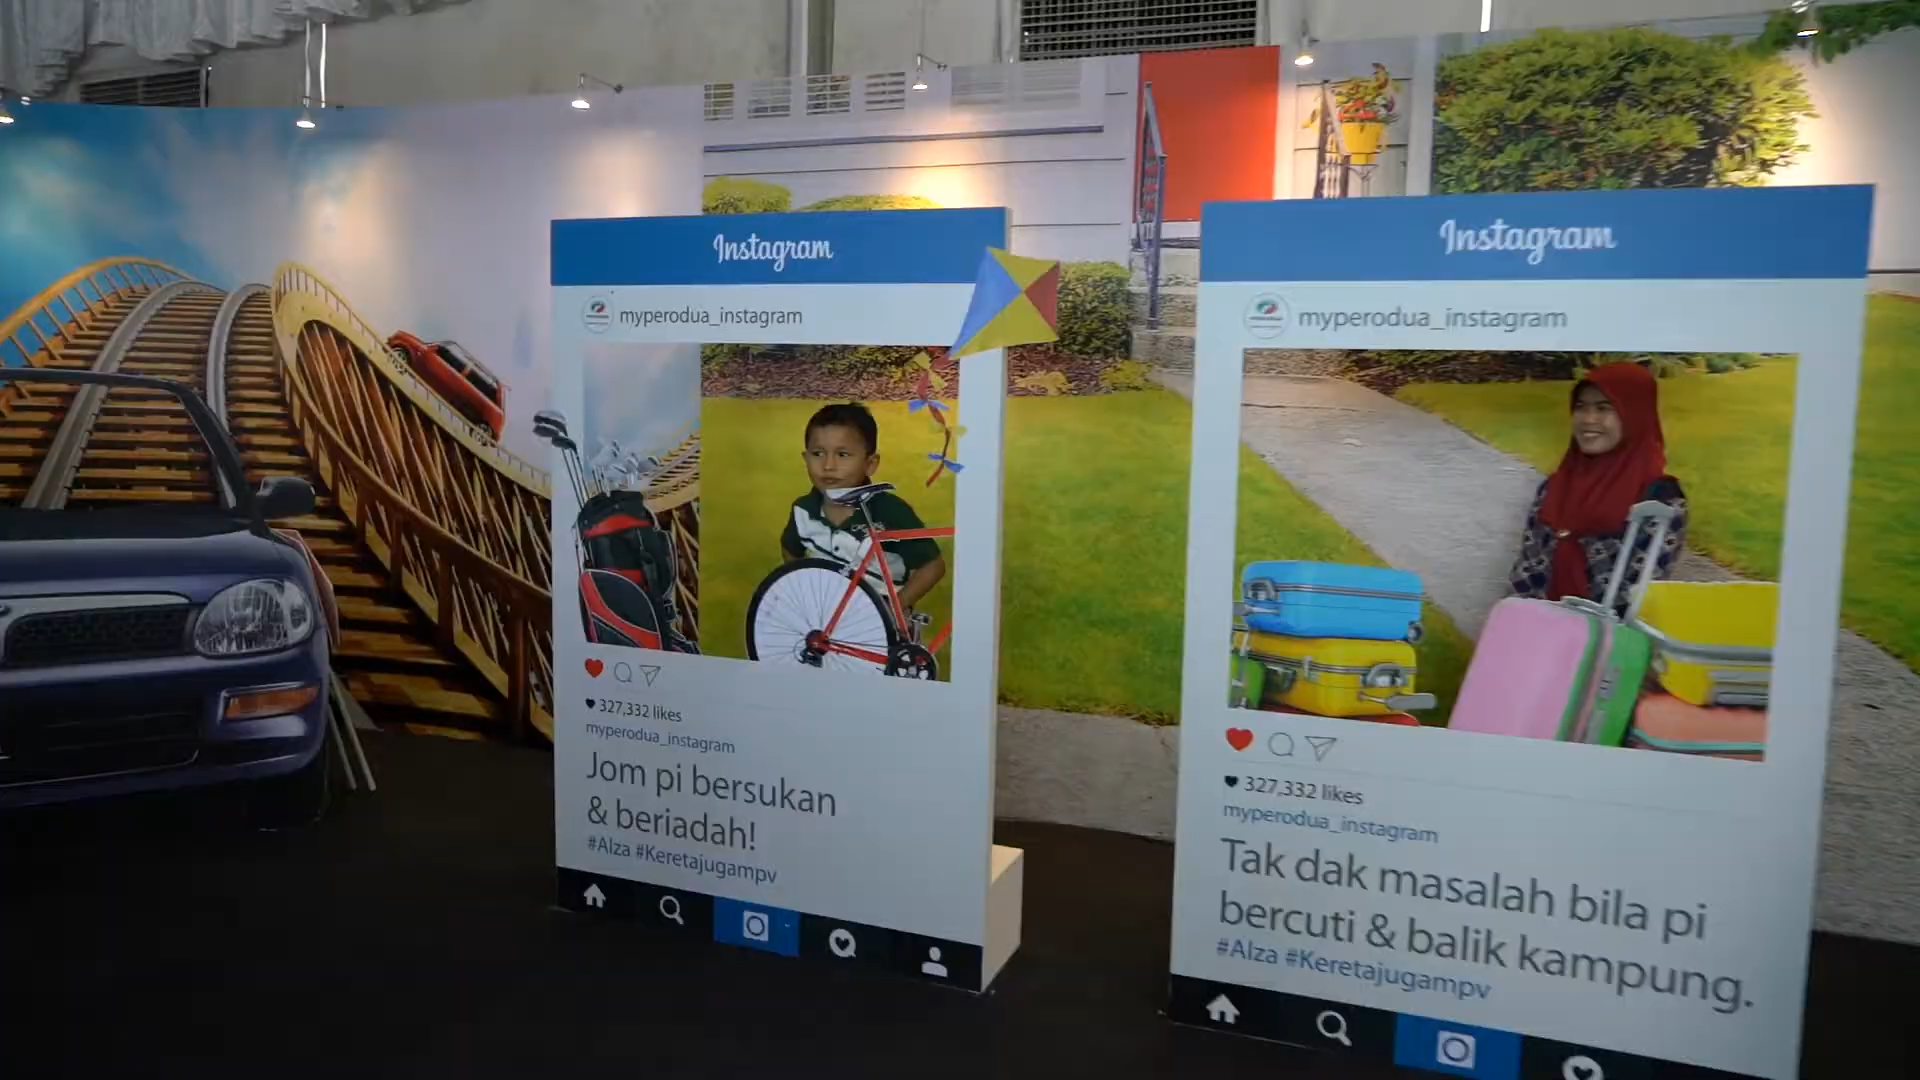 Instagram
myperodua_instagram
327,332 likes
myperodua_instagram
Jom pi bersukan
& beriadah!
#Alza #Keretajugampv
Instagram
myperodua_instagram
327,332 likes
myperodua_instagram
Tak dak masalah bila pi
bercuti & balik kampung.
#Alza #Keretajugampv